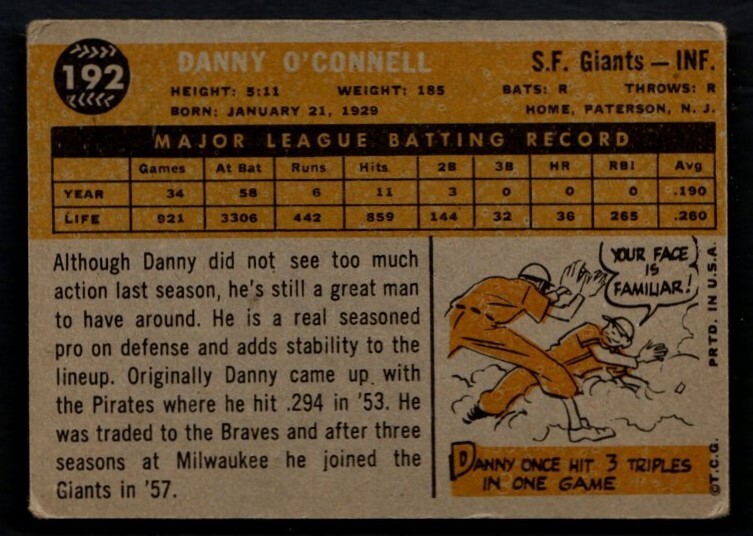 192
DANNY O'CONNELL
S.F. Giants — INF.
HEIGHT: 5:11 WEIGHT: 185 BATS: R THROWS: R
BORN: JANUARY 21, 1929 HOME, PATERSON, N. J.
MAJOR LEAGUE BATTING RECORD
Games At Bat Runs Hits 2B 3B HR RBI Avg
YEAR 34 58 6 11 3 0 0 0 .190
LIFE 921 3306 442 859 144 32 36 265 .260
Although Danny did not see too much
action last season, he's still a great man
to have around. He is a real seasoned
pro on defense and adds stability to the
lineup. Originally Danny came up with
the Pirates where he hit .294 in '53. He
was traded to the Braves and after three
seasons at Milwaukee he joined the
Giants in '57.
YOUR FACE
IS
FAMILIAR!
DANNY ONCE HIT 3 TRIPLES
IN ONE GAME
©T.C.G. PRTD. IN U.S.A.